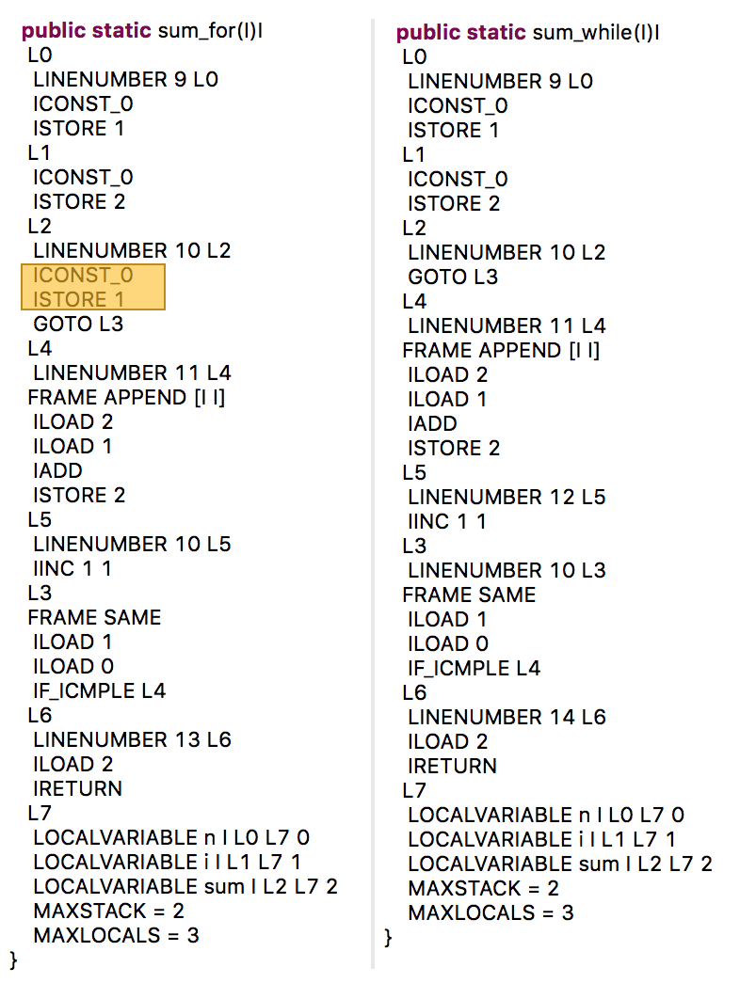 public static sum_for(I)I
L0
LINENUMBER 9 L0
ICONST_0
ISTORE 1
L1
ICONST_0
ISTORE 2
L2
LINENUMBER 10 L2
ICONST_0
ISTORE 1
GOTO L3
L4
LINENUMBER 11 L4
FRAME APPEND [I I]
ILOAD 2
ILOAD 1
IADD
ISTORE 2
L5
LINENUMBER 10 L5
IINC 1 1
L3
FRAME SAME
ILOAD 1
ILOAD 0
IF_ICMPLE L4
L6
LINENUMBER 13 L6
ILOAD 2
IRETURN
L7
LOCALVARIABLE n I L0 L7 0
LOCALVARIABLE i I L1 L7 1
LOCALVARIABLE sum I L2 L7 2
MAXSTACK = 2
MAXLOCALS = 3
}
public static sum_while(I)I
L0
LINENUMBER 9 L0
ICONST_0
ISTORE 1
L1
ICONST_0
ISTORE 2
L2
LINENUMBER 10 L2
GOTO L3
L4
LINENUMBER 11 L4
FRAME APPEND [I I]
ILOAD 2
ILOAD 1
IADD
ISTORE 2
L5
LINENUMBER 12 L5
IINC 1 1
L3
LINENUMBER 10 L3
FRAME SAME
ILOAD 1
ILOAD 0
IF_ICMPLE L4
L6
LINENUMBER 14 L6
ILOAD 2
IRETURN
L7
LOCALVARIABLE n I L0 L7 0
LOCALVARIABLE i I L1 L7 1
LOCALVARIABLE sum I L2 L7 2
MAXSTACK = 2
MAXLOCALS = 3
}